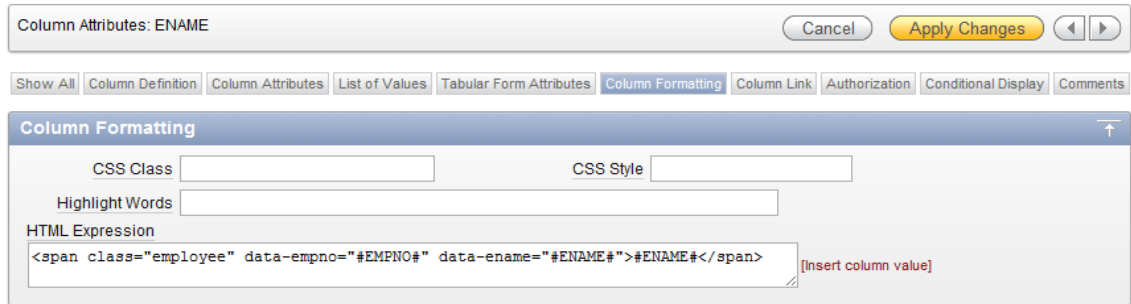 Column Attributes: ENAME Cancel Apply Changes
Show All Column Definition Column Attributes List of Values Tabular Form Attributes Column Formatting Column Link Authorization Conditional Display Comments
Column Formatting
CSS Class CSS Style
Highlight Words
HTML Expression
<span class="employee" data-empno="#EMPNO#" data-ename="#ENAME#">#ENAME#</span>
[Insert column value]